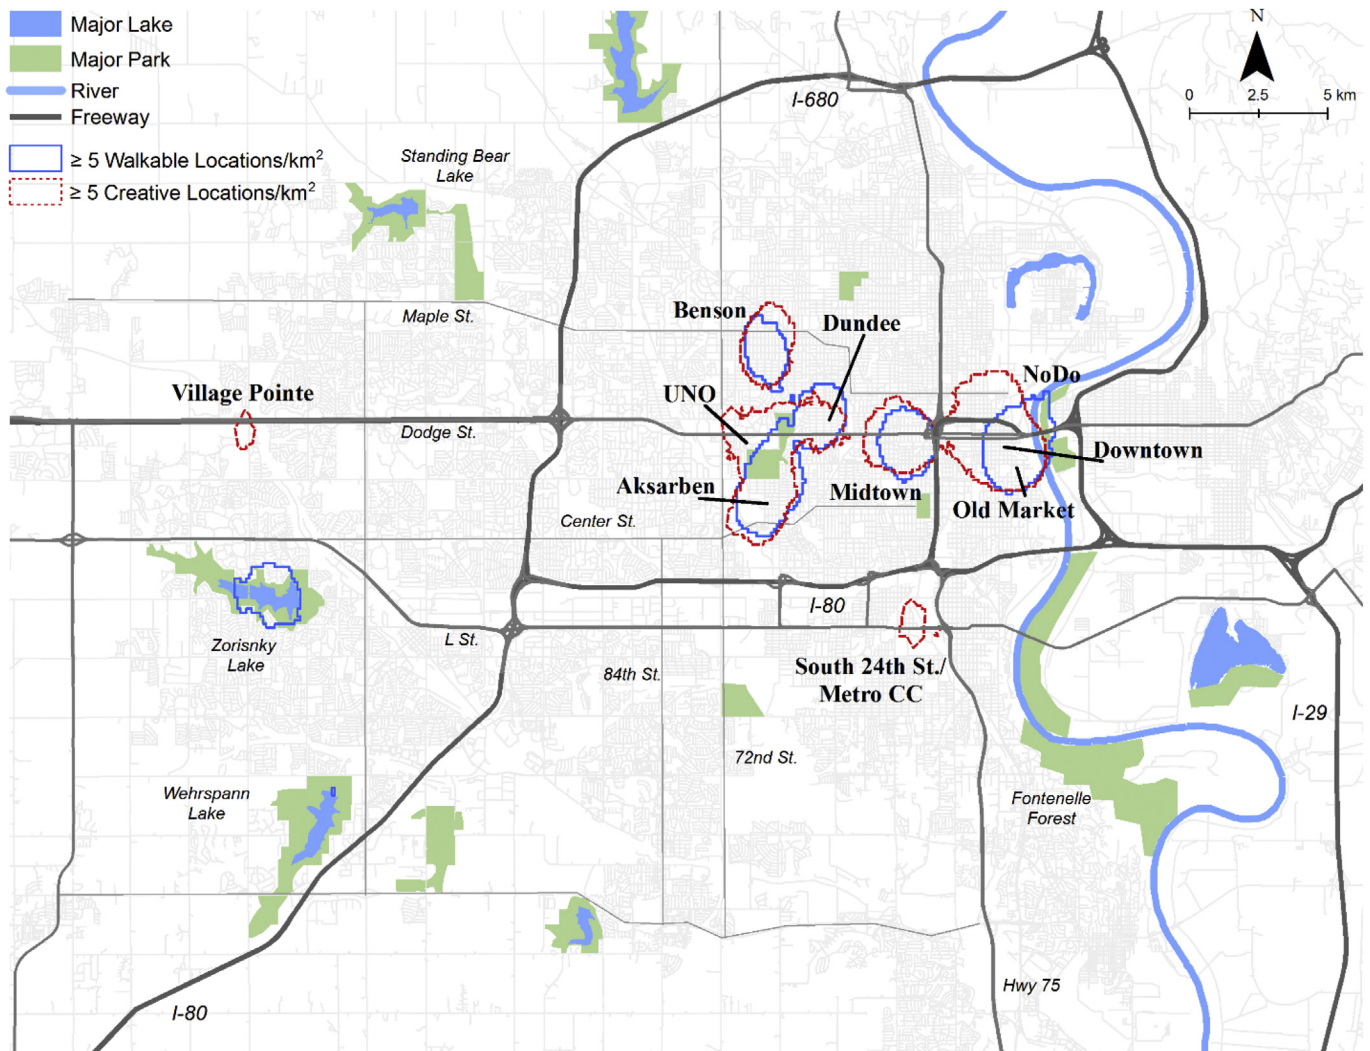 Major Lake
Major Park
River
Freeway
≥ 5 Walkable Locations/km²
≥ 5 Creative Locations/km²
N
0 2.5 5 km
I-680
Standing Bear
Lake
Maple St.
Benson
Dundee
NoDo
Village Pointe
UNO
Dodge St.
Downtown
Aksarben
Midtown
Old Market
Center St.
I-80
Zorisnky
Lake
L St.
84th St.
South 24th St./
Metro CC
I-29
72nd St.
Wehrspann
Lake
Fontenelle
Forest
Hwy 75
I-80